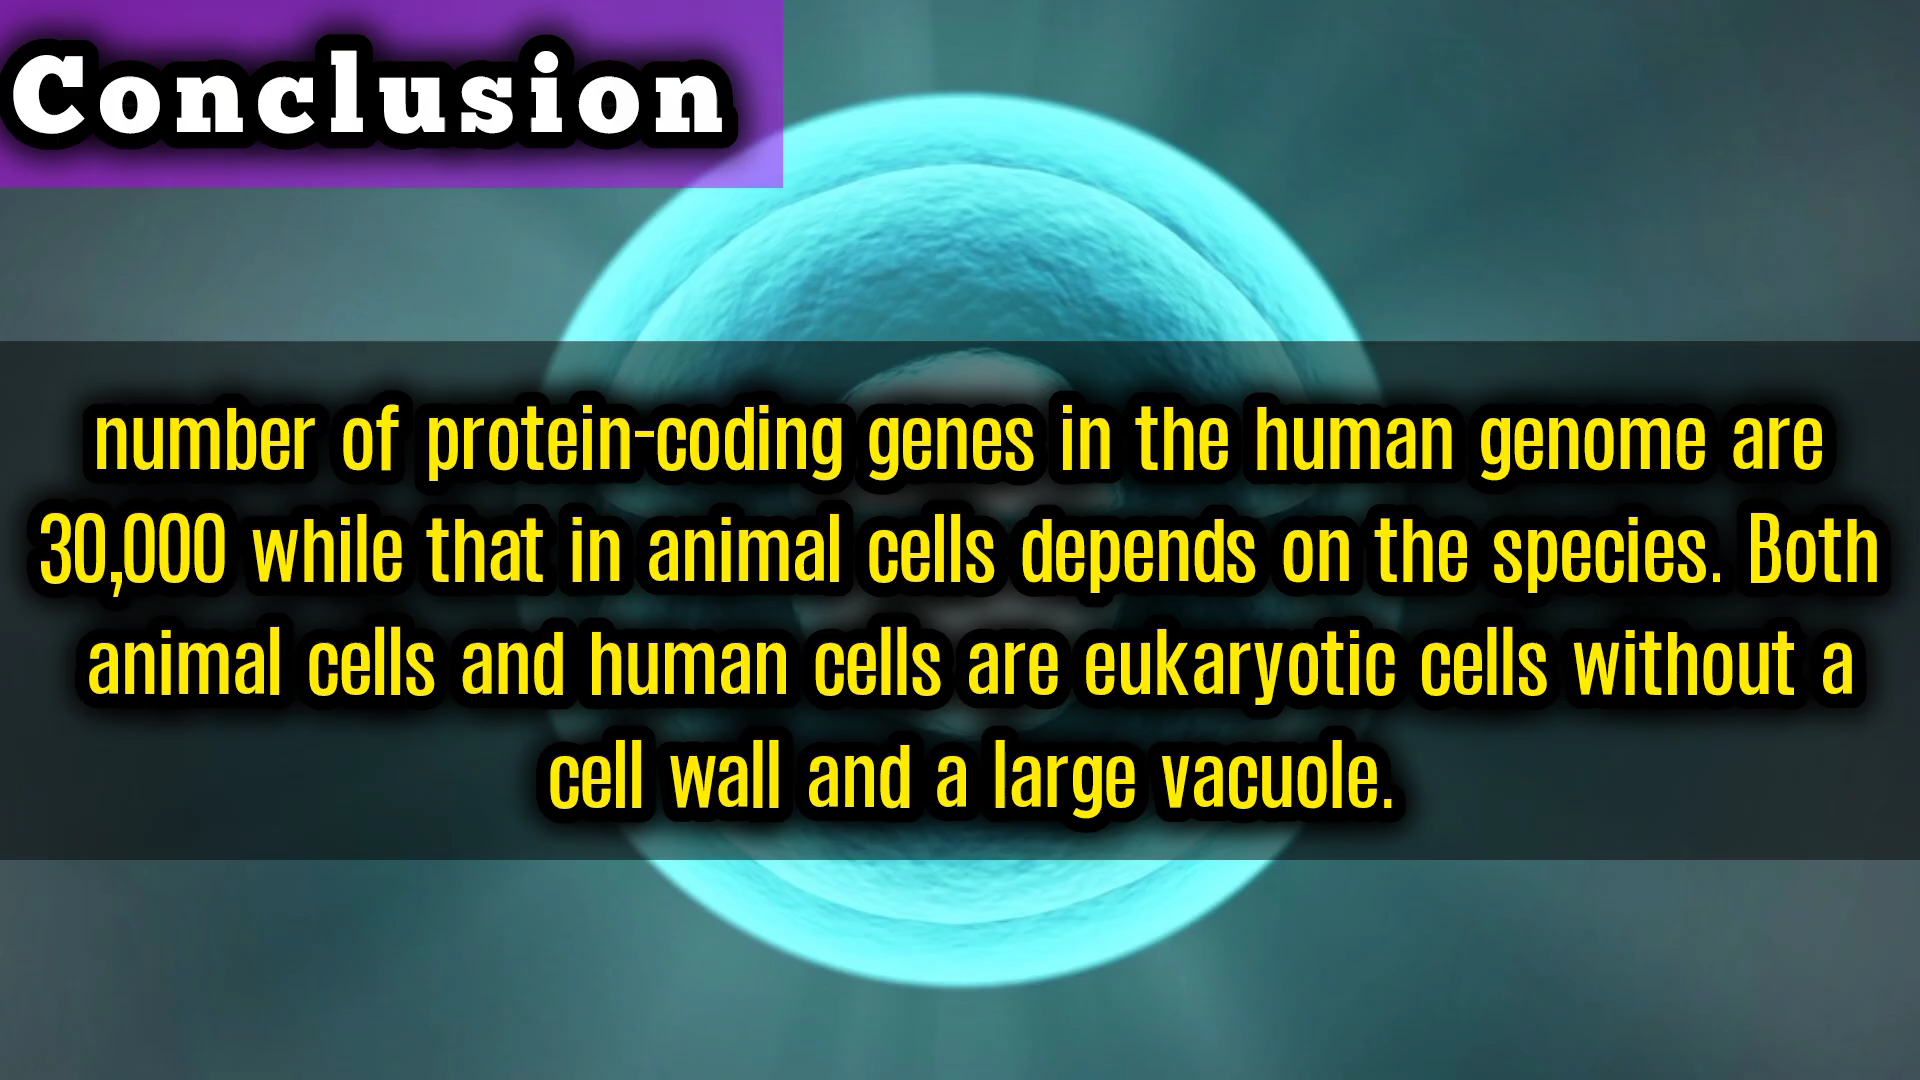 Conclusion
number of protein-coding genes in the human genome are
30,000 while that in animal cells depends on the species. Both
animal cells and human cells are eukaryotic cells without a
cell wall and a large vacuole.